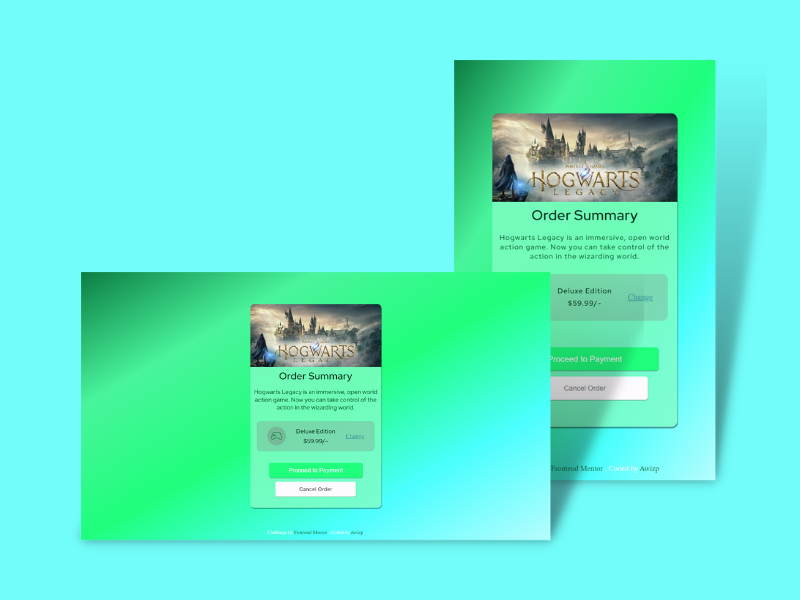 HOGWARTS
LEGACY
Order Summary
Hogwarts Legacy is an immersive, open world
action game. Now you can take control of the
action in the wizarding world.
Deluxe Edition
$59.99/-
Change
Proceed to Payment
Cancel Order
Frontend Mentor Coded by Awizp
HOGWARTS
LEGACY
Order Summary
Hogwarts Legacy is an immersive, open world
action game. Now you can take control of the
action in the wizarding world.
Deluxe Edition
$59.99/-
Change
Proceed to Payment
Cancel Order
Challenge by Frontend Mentor Coded by Awizp